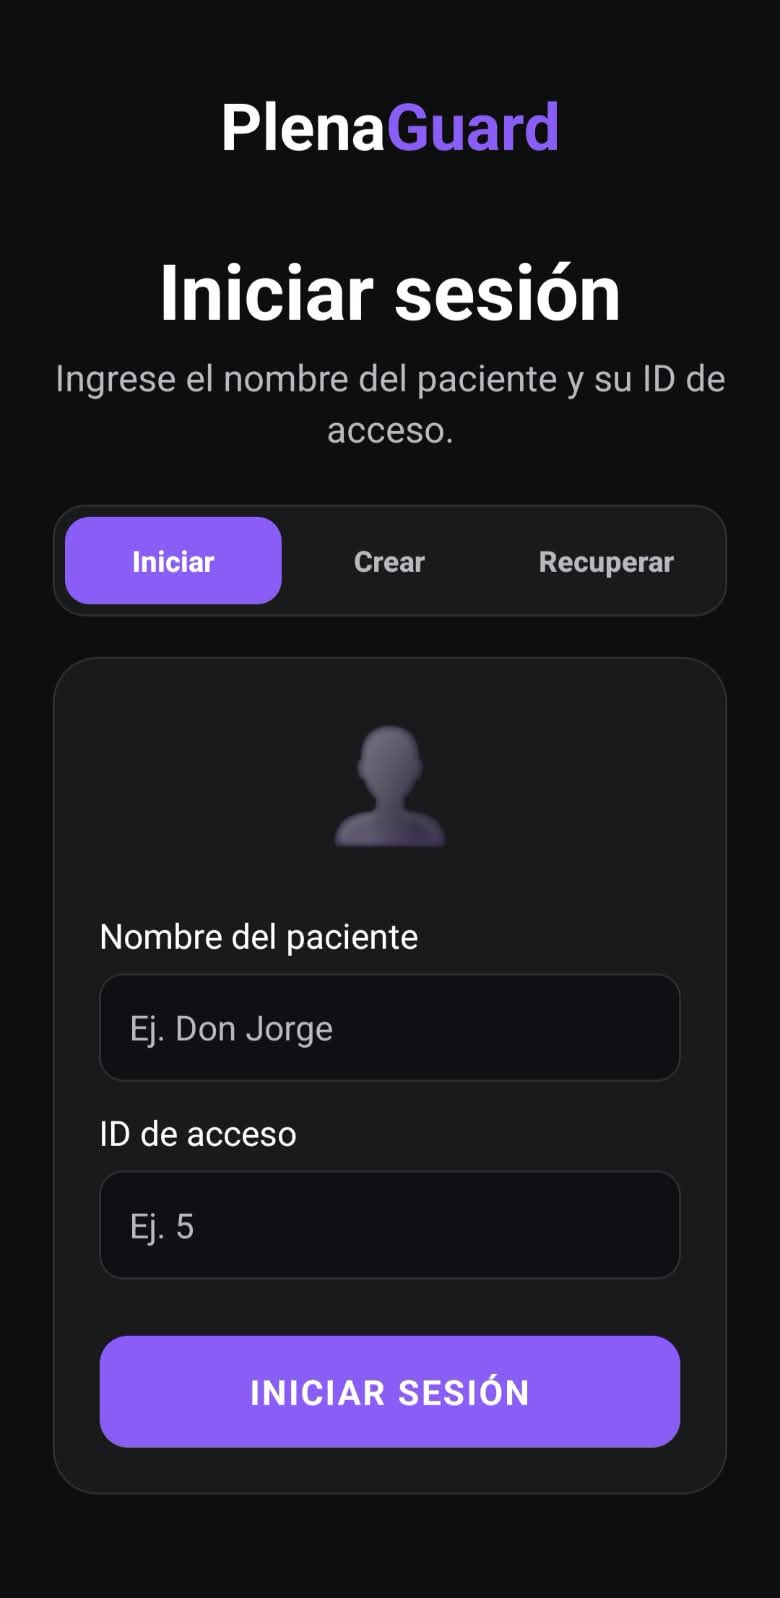 PlenaGuard
Iniciar sesión
Ingrese el nombre del paciente y su ID de
acceso.
Iniciar Crear Recuperar
Nombre del paciente
Ej. Don Jorge
ID de acceso
Ej. 5
INICIAR SESIÓN